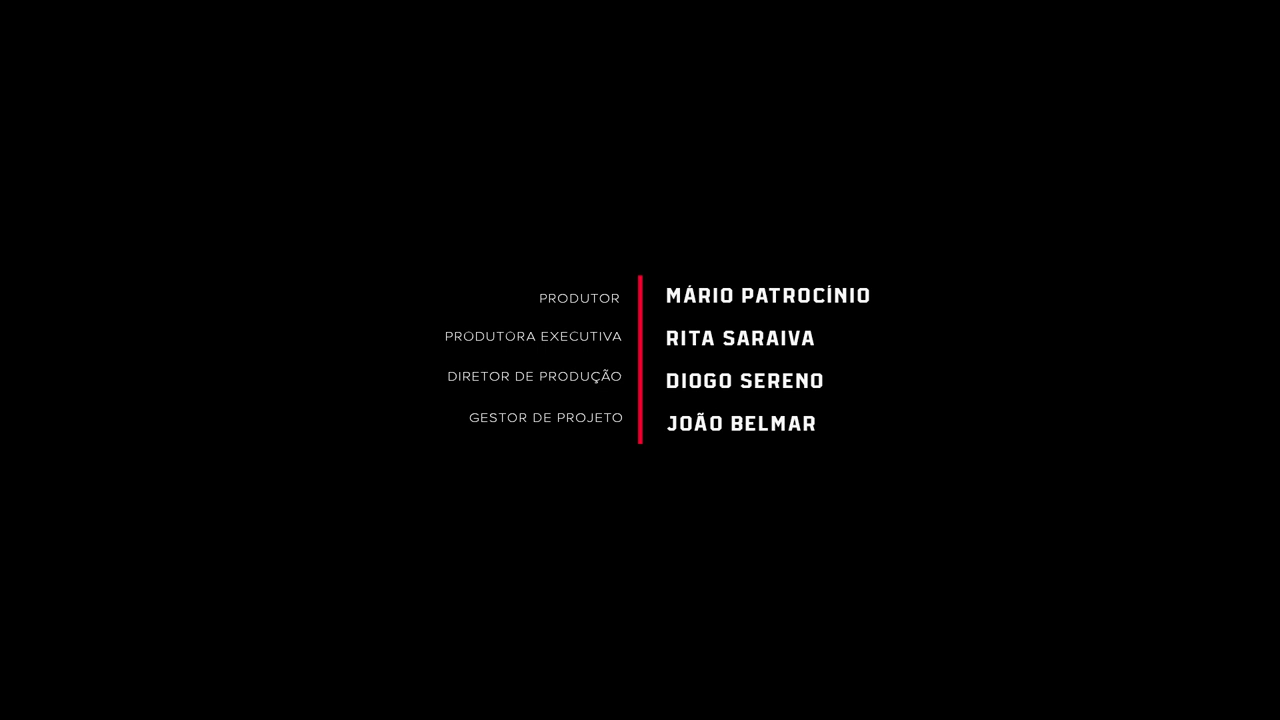 PRODUTOR MÁRIO PATROCÍNIO
PRODUTORA EXECUTIVA RITA SARAIVA
DIRETOR DE PRODUÇÃO DIOGO SERENO
GESTOR DE PROJETO JOÃO BELMAR